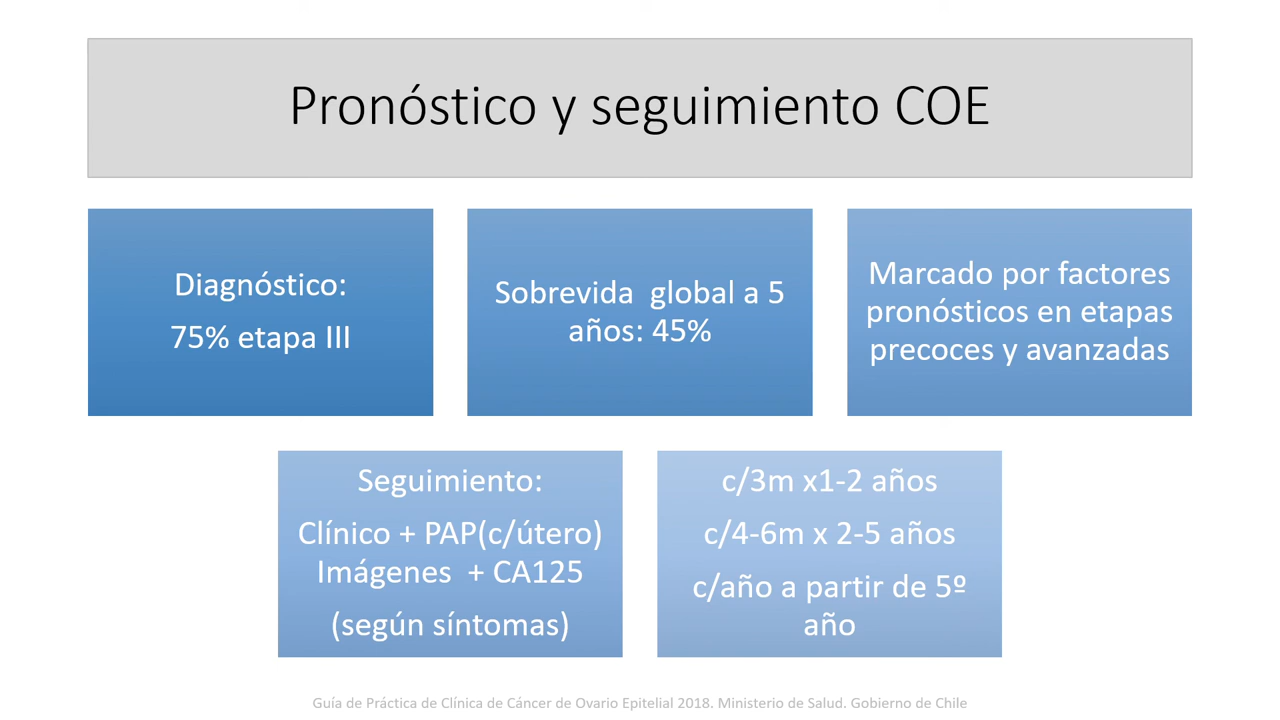 Pronóstico y seguimiento COE
Diagnóstico:
75% etapa III
Sobrevida  global a 5
años: 45%
Marcado por factores
pronósticos en etapas
precoces y avanzadas
Seguimiento:
Clínico + PAP(c/útero)
Imágenes  + CA125
(según síntomas)
c/3m x1-2 años
c/4-6m x 2-5 años
c/año a partir de 5º
año
Guía de Práctica de Clínica de Cáncer de Ovario Epitelial 2018. Ministerio de Salud. Gobierno de Chile